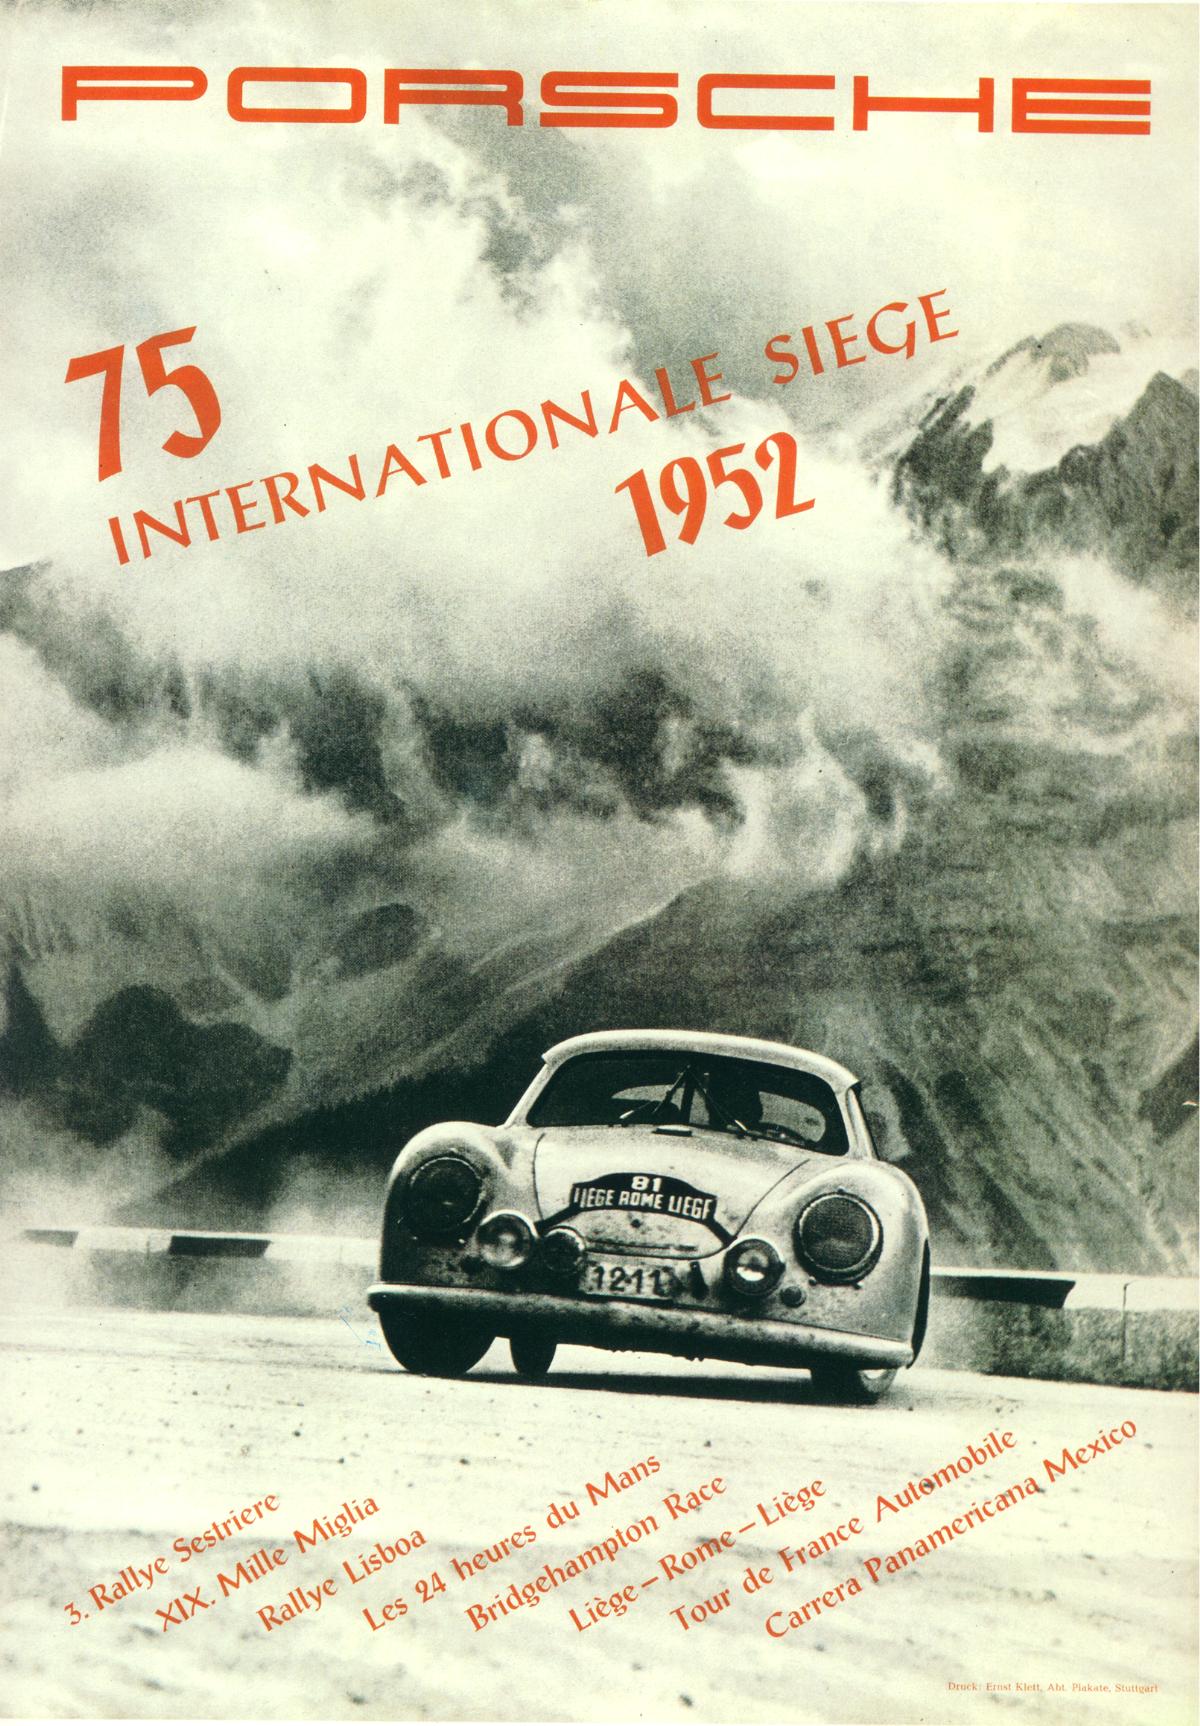 PORSCHE
75
INTERNATIONALE SIEGE
1952
81
LIEGE ROME LIEGE
1211
3. Rallye Sestriere
XIX. Mille Miglia
Rallye Lisboa
Les 24 heures du Mans
Bridgehampton Race
Liège – Rome – Liège
Tour de France Automobile
Carrera Panamericana Mexico
Druck: Ernst Klett, Abt. Plakate, Stuttgart